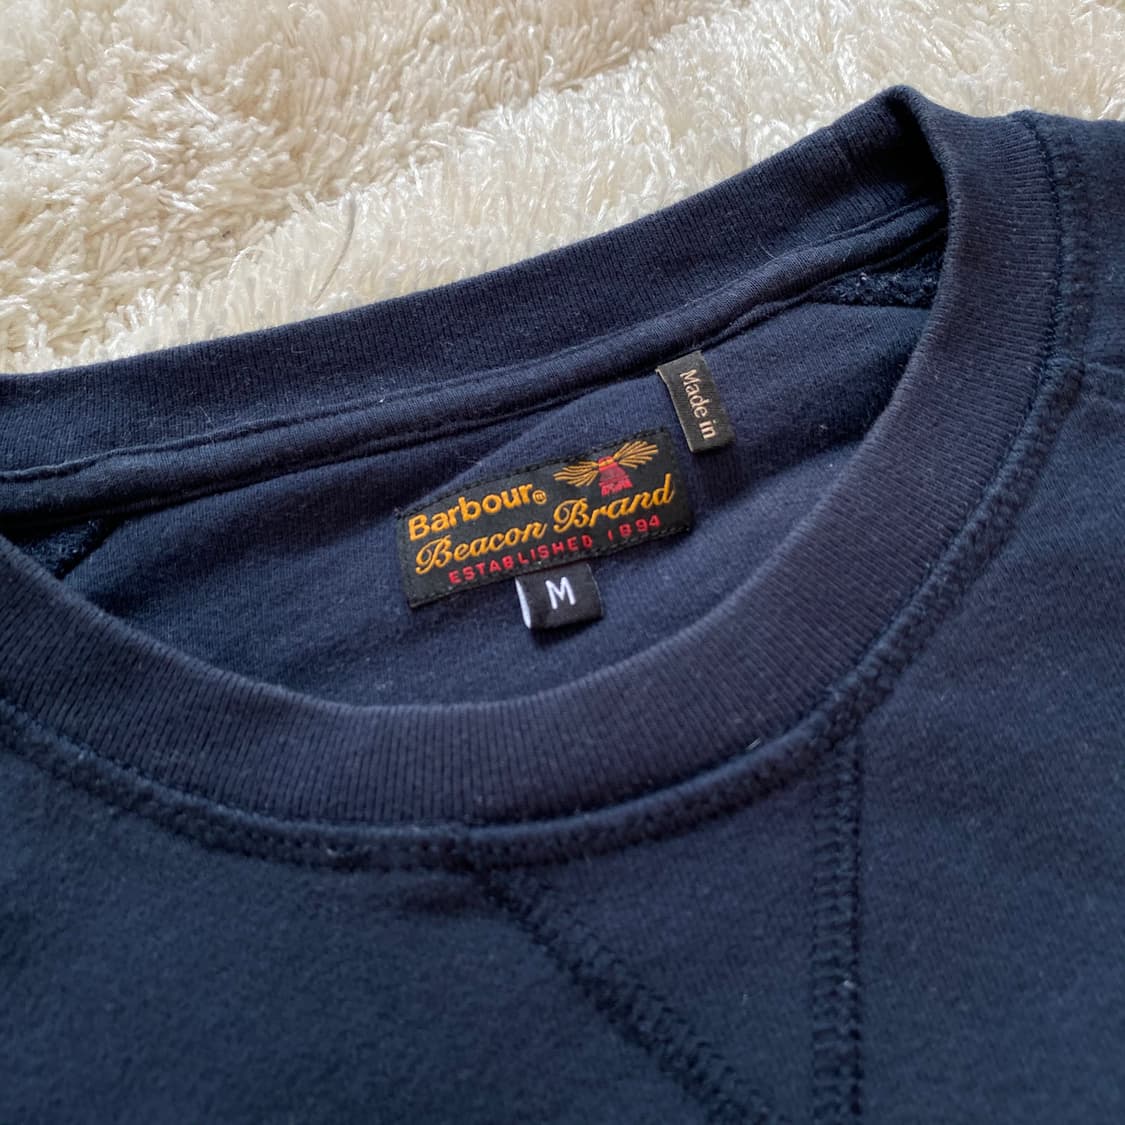 Made in
Barbour®
Beacon Brand
ESTABLISHED 1894
M